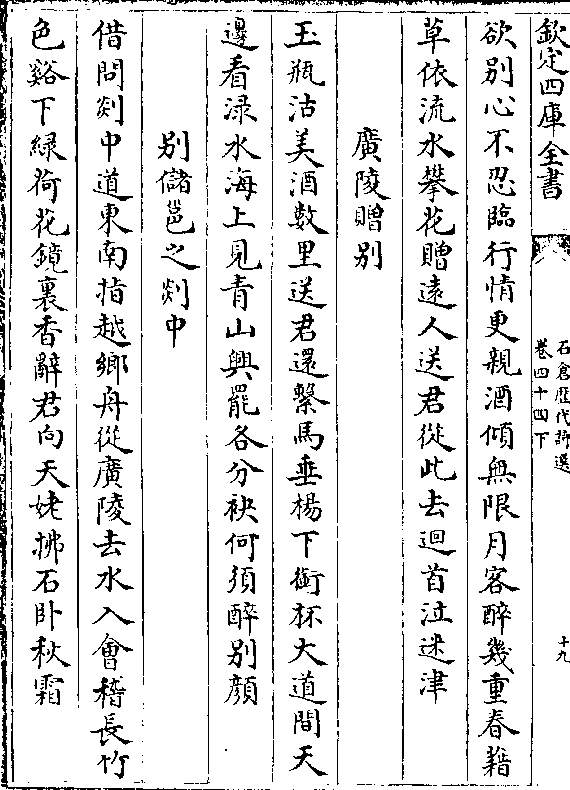 欽定四庫全書
石倉歷代詩選
卷四十四下
十九
欲别心不忍臨行情更親酒傾無限月客醉幾重春藉
草依流水攀花贈遠人送君從此去迴首泣迷津
廣陵贈别
玉瓶沽美酒數里送君還繫馬垂楊下銜杯大道間天
邊看渌水海上見青山興罷各分袂何須醉别顔
别儲邕之剡中
借問剡中道東南指越鄉舟從廣陵去水入會稽長竹
色谿下緑荷花鏡裏香辭君向天姥拂石卧秋霜